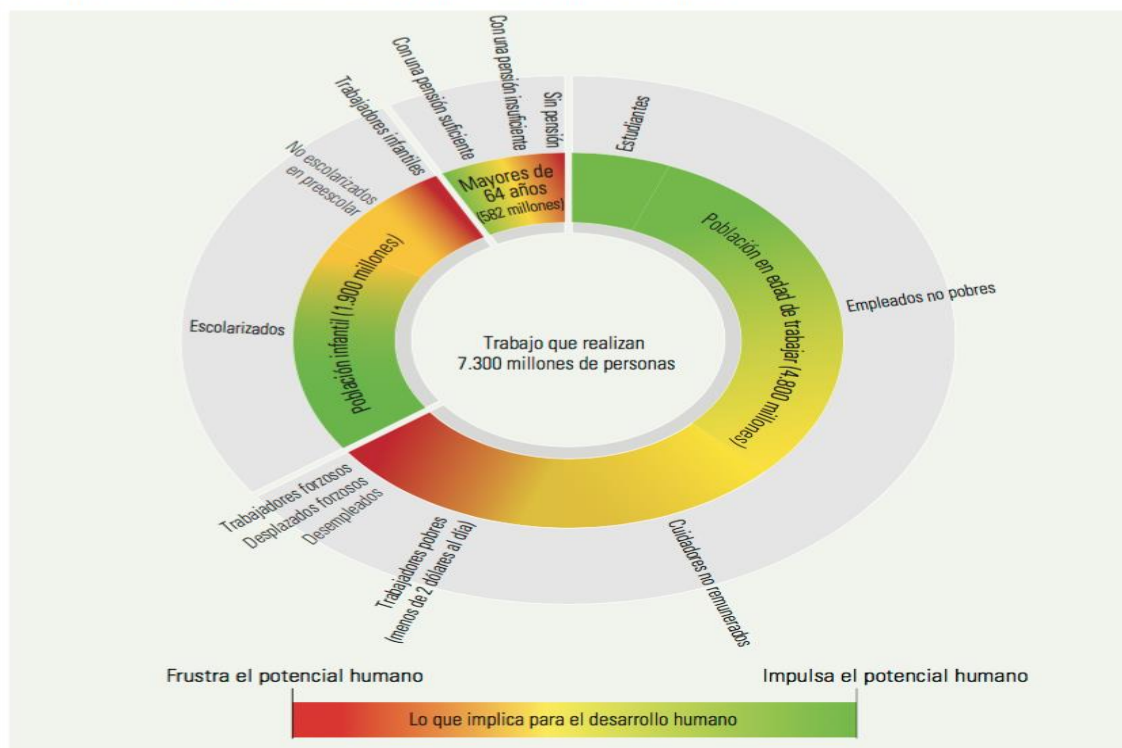 Con una pensión suficiente
Con una pensión insuficiente
Sin pensión
Estudiantes
Trabajadores infantiles
No escolarizados
en preescolar
Mayores de
64 años
(582 millones)
Población en edad de trabajar (4.800 millones)
Empleados no pobres
Escolarizados
Población infantil (1.900 millones)
Trabajo que realizan
7.300 millones de personas
Trabajadores forzosos
Desplazados forzosos
Desempleados
Trabajadores pobres
(menos de 2 dólares al día)
Cuidadores no remunerados
Frustra el potencial humano
Impulsa el potencial humano
Lo que implica para el desarrollo humano